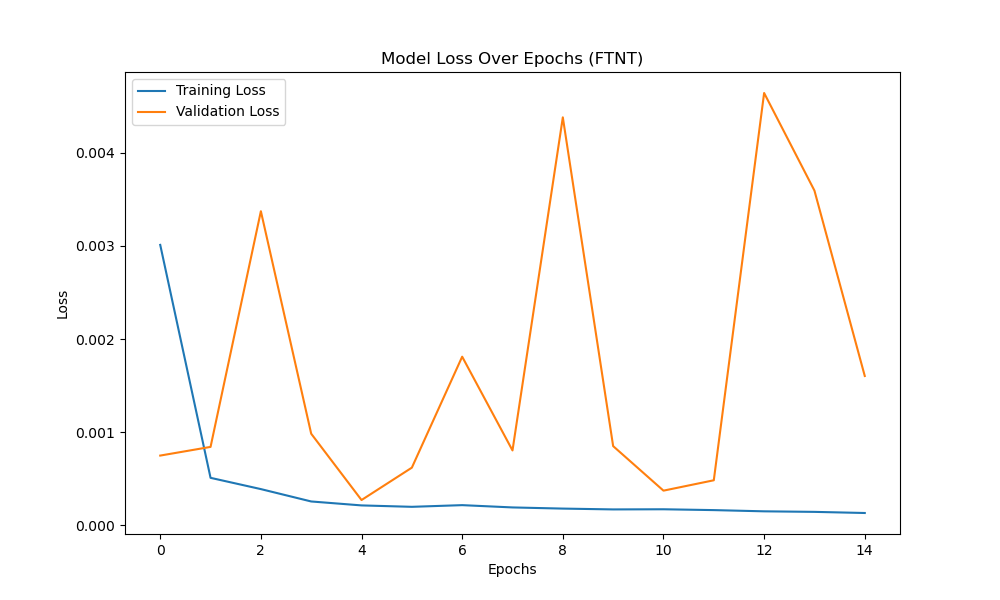 Model Loss Over Epochs (FTNT)
Training Loss
Validation Loss
0.004
0.003
0.002
0.001
0.000
Loss
0 2 4 6 8 10 12 14
Epochs